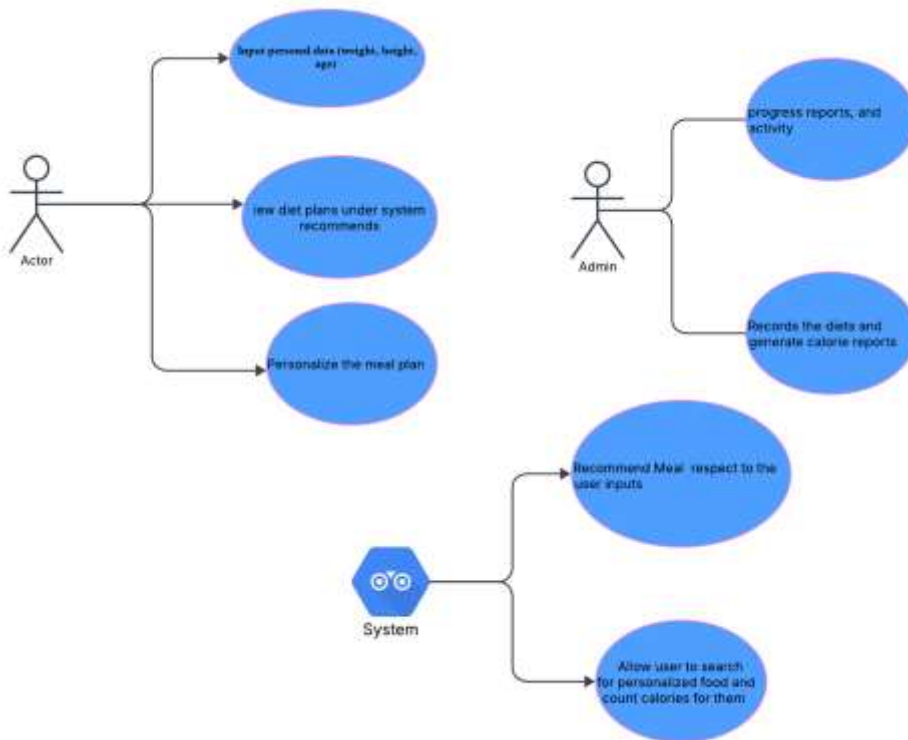 Input personal data (weight, height,
age)
progress reports, and
activity
iew diet plans under system
recommends
Actor
Admin
Records the diets and
generate calorie reports
Personalize the meal plan
Recommend Meal respect to the
user inputs
System
Allow user to search
for personalized food and
count calories for them